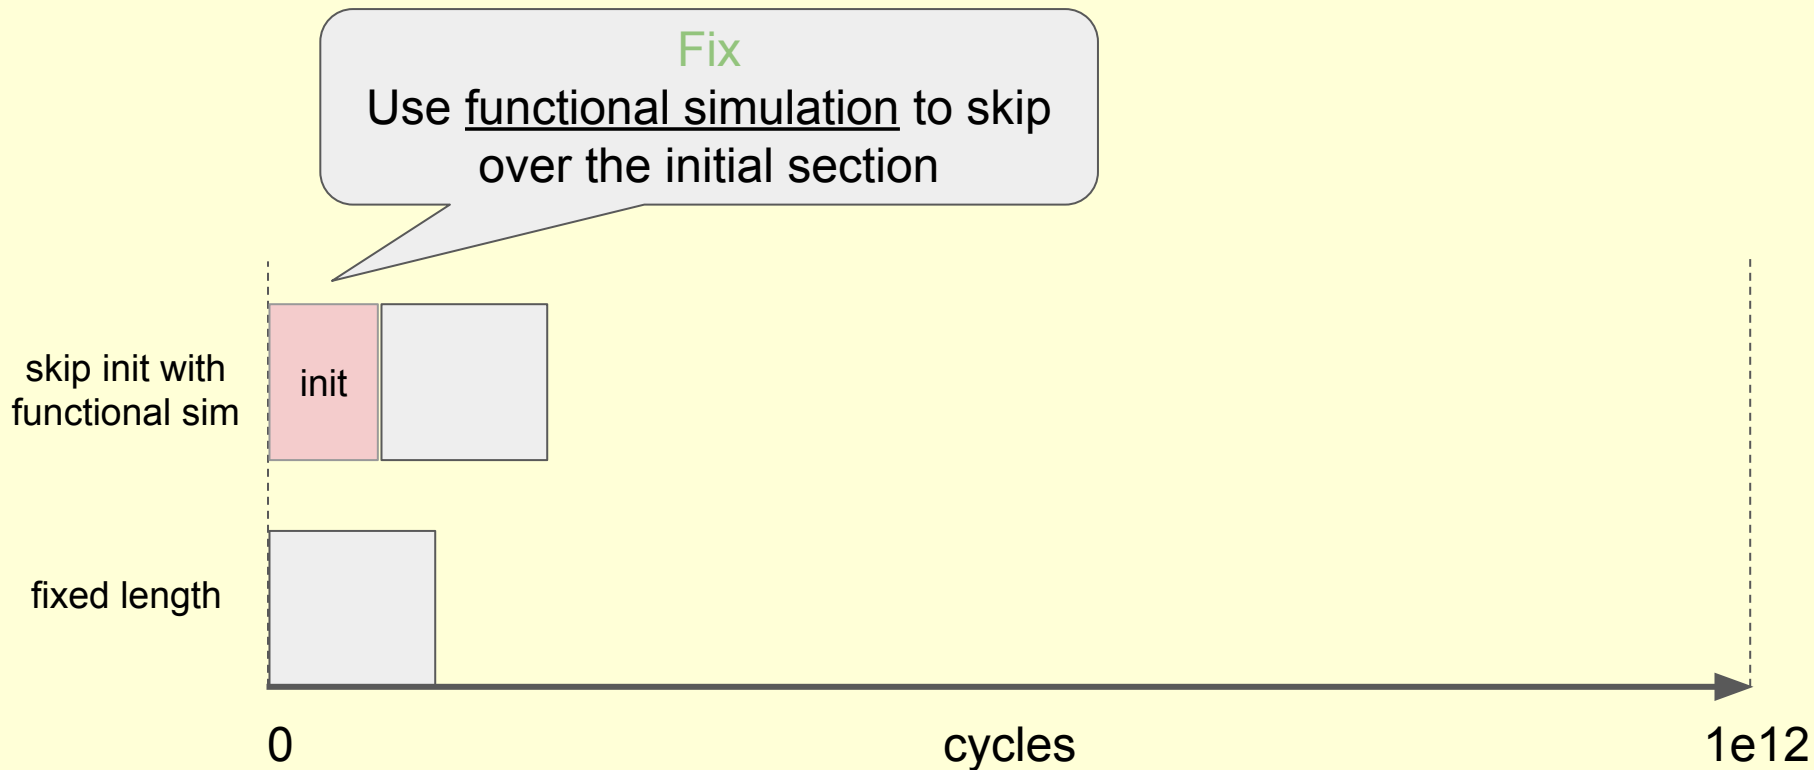 Fix
Use functional simulation to skip
over the initial section
skip init with
functional sim
init
fixed length
0
cycles
1e12